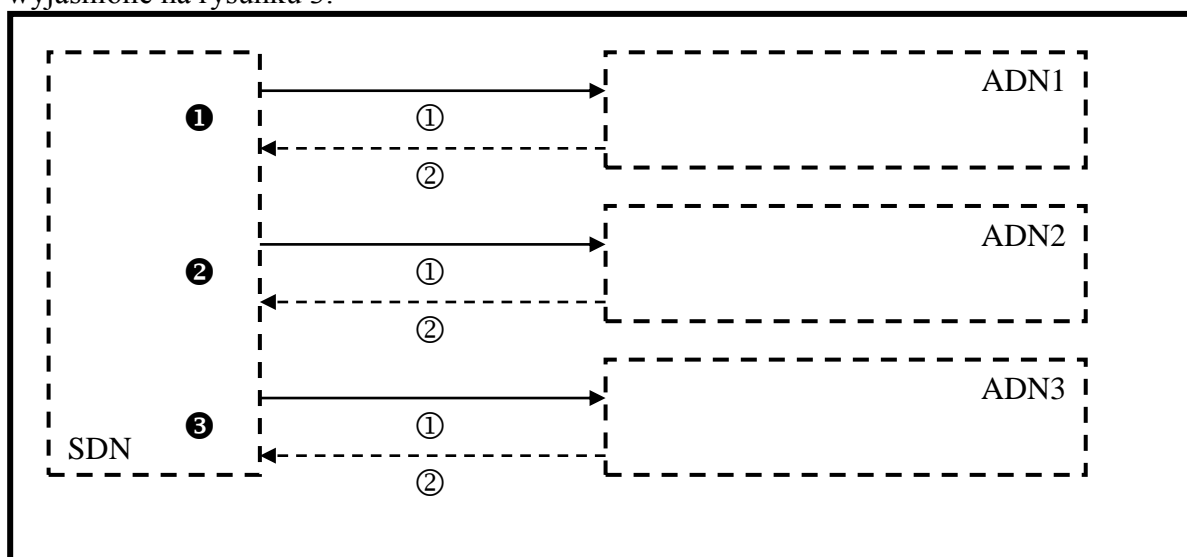 wyjaśnione na rysunku 3:
ADN1
❶ ①
②
ADN2
❷ ①
②
ADN3
❸ ①
SDN
②